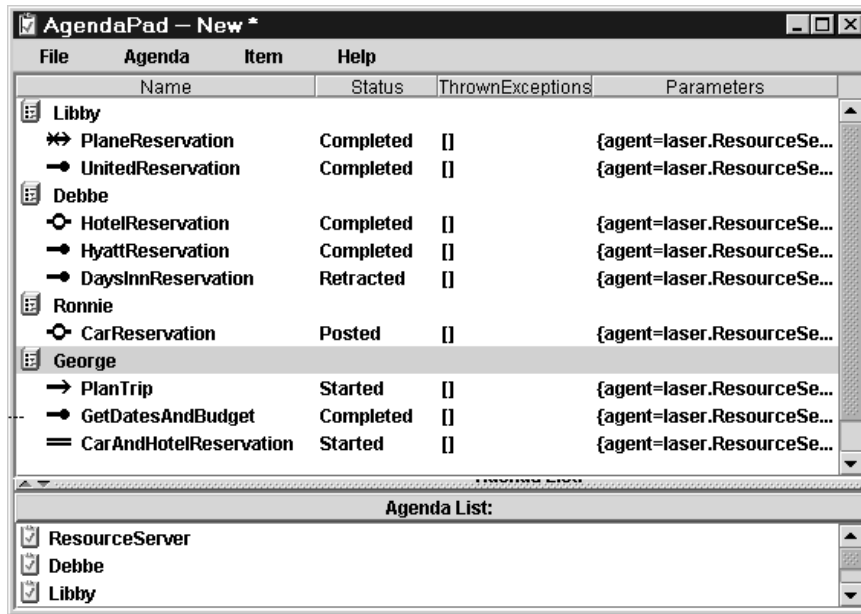 AgendaPad – New *
File Agenda Item Help
Name Status ThrownExceptions Parameters
Libby
PlaneReservation Completed [] {agent=laser.ResourceSe...
UnitedReservation Completed [] {agent=laser.ResourceSe...
Debbe
HotelReservation Completed [] {agent=laser.ResourceSe...
HyattReservation Completed [] {agent=laser.ResourceSe...
DaysInnReservation Retracted [] {agent=laser.ResourceSe...
Ronnie
CarReservation Posted [] {agent=laser.ResourceSe...
George
PlanTrip Started [] {agent=laser.ResourceSe...
GetDatesAndBudget Completed [] {agent=laser.ResourceSe...
CarAndHotelReservation Started [] {agent=laser.ResourceSe...
Agenda List:
ResourceServer
Debbe
Libby